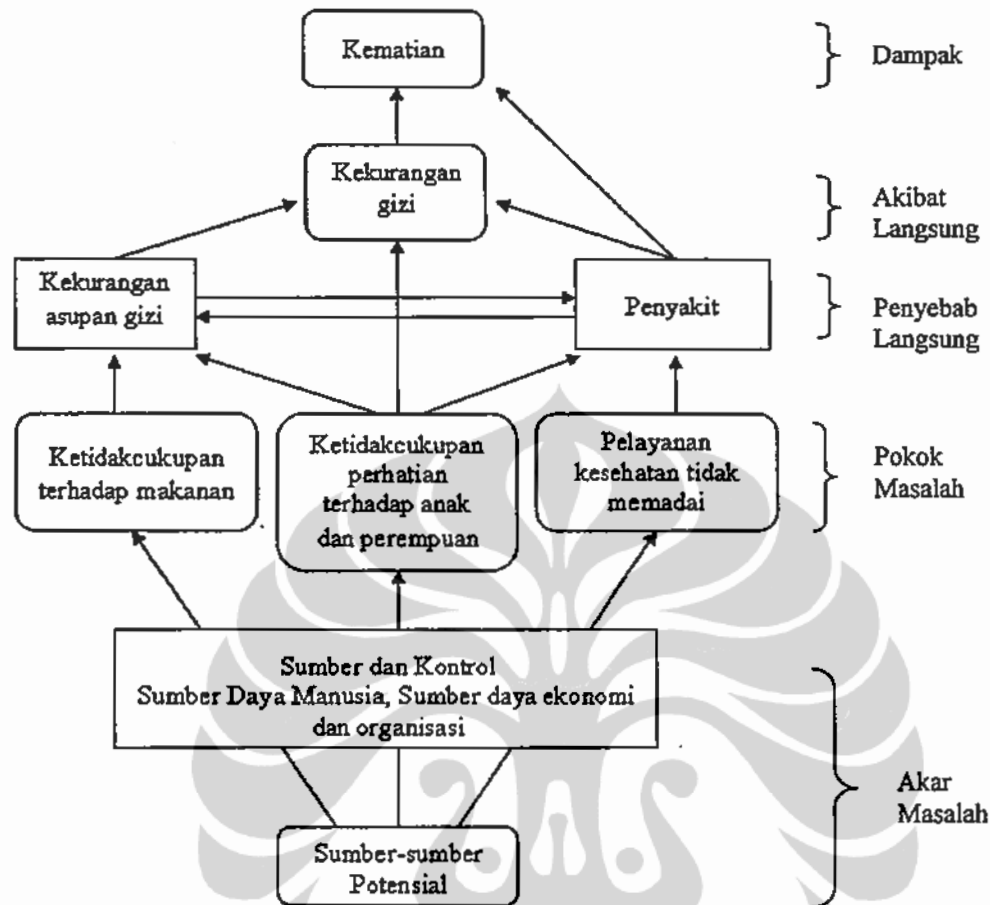 Kematian
Dampak
Kekurangan
gizi
Akibat
Langsung
Kekurangan
asupan gizi
Penyakit
Penyebab
Langsung
Ketidakcukupan
terhadap makanan
Ketidakcukupan
perhatian
terhadap anak
dan perempuan
Pelayanan
kesehatan tidak
memadai
Pokok
Masalah
Sumber dan Kontrol
Sumber Daya Manusia, Sumber daya ekonomi
dan organisasi
Akar
Masalah
Sumber-sumber
Potensial